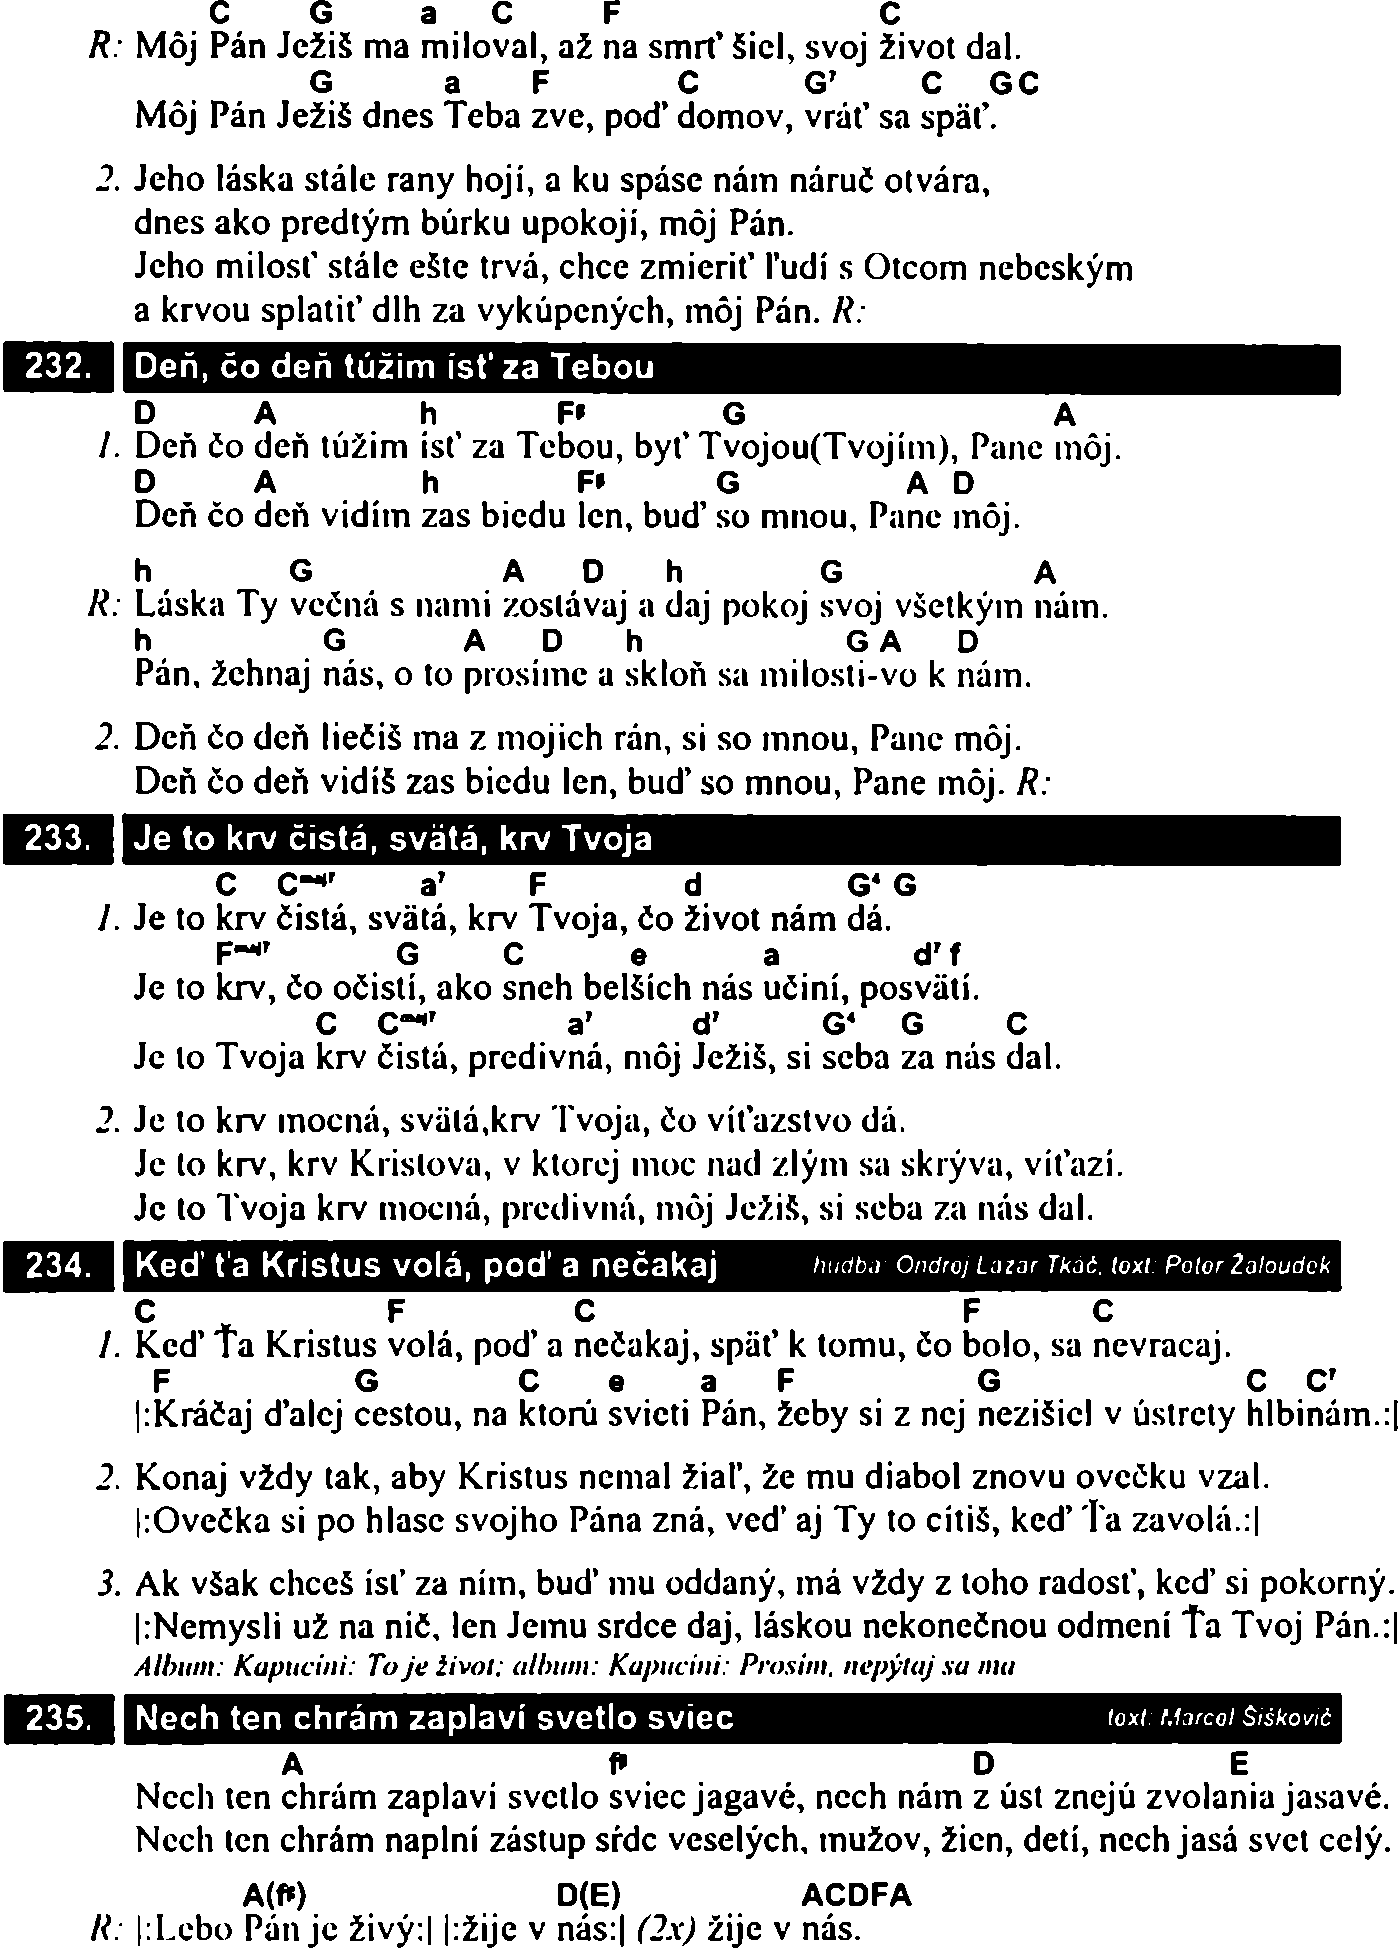 C G a C F C
R: Môj Pán Ježiš ma miloval, až na smrť šiel, svoj život dal.
G a F C G7 C G C
Môj Pán Ježiš dnes Teba zve, poď domov, vráť sa späť.
2. Jeho láska stále rany hojí, a ku spáse nám náruč otvára,
dnes ako predtým búrku upokojí, môj Pán.
Jeho milosť stále ešte trvá, chce zmieriť ľudí s Otcom nebeským
a krvou splatiť dlh za vykúpených, môj Pán. R:
232. Deň, čo deň túžim ísť za Tebou
D A h F# G A
1. Deň čo deň túžim ísť za Tebou, byť Tvojou(Tvojím), Pane môj.
D A h F# G A D
Deň čo deň vidím zas biedu len, buď so mnou, Pane môj.
h G A D h G A
R: Láska Ty večná s nami zostávaj a daj pokoj svoj všetkým nám.
h G A D h G A D
Pán, žehnaj nás, o to prosíme a skloň sa milosti-vo k nám.
2. Deň čo deň liečiš ma z mojich rán, si so mnou, Pane môj.
Deň čo deň vidíš zas biedu len, buď so mnou, Pane môj. R:
233. Je to krv čistá, svätá, krv Tvoja
C Cmaj7 a7 F d G4 G
1. Je to krv čistá, svätá, krv Tvoja, čo život nám dá.
Fmaj7 G C e a d7 f
Je to krv, čo očistí, ako sneh belších nás učiní, posvätí.
C Cmaj7 a7 d7 G4 G C
Je to Tvoja krv čistá, predivná, môj Ježiš, si seba za nás dal.
2. Je to krv mocná, svätá,krv Tvoja, čo víťazstvo dá.
Je to krv, krv Kristova, v ktorej moc nad zlým sa skrýva, víťazí.
Je to Tvoja krv mocná, predivná, môj Ježiš, si seba za nás dal.
234. Keď ťa Kristus volá, poď a nečakaj hudba: Ondrej Lazar Tkáč, text: Peter Žaloudek
C F C F C
1. Keď Ťa Kristus volá, poď a nečakaj, späť k tomu, čo bolo, sa nevracaj.
F G C e a F G C C7
|:Kráčaj ďalej cestou, na ktorú svieti Pán, žeby si z nej nezišiel v ústrety hlbinám.:|
2. Konaj vždy tak, aby Kristus nemal žiaľ, že mu diabol znovu ovečku vzal.
|:Ovečka si po hlase svojho Pána zná, veď aj Ty to cítiš, keď Ťa zavolá.:|
3. Ak však chceš ísť za ním, buď mu oddaný, má vždy z toho radosť, keď si pokorný.
|:Nemysli už na nič, len Jemu srdce daj, láskou nekonečnou odmení Ťa Tvoj Pán.:|
Album: Kapucíni: To je život; album: Kapucíni: Prosím, nepýtaj sa ma
235. Nech ten chrám zaplaví svetlo sviec text: Marcel Šiškovič
A f# D E
Nech ten chrám zaplaví svetlo sviec jagavé, nech nám z úst znejú zvolania jasavé.
Nech ten chrám naplní zástup sŕdc veselých, mužov, žien, detí, nech jasá svet celý.
A(f#) D(E) ACDFA
R: |:Lebo Pán je živý:| |:žije v nás:| (2x) žije v nás.